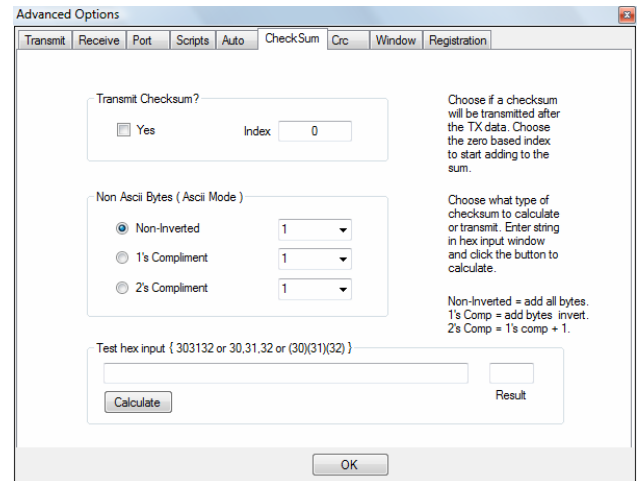 Advanced Options
Transmit Receive Port Scripts Auto CheckSum Crc Window Registration
Transmit Checksum?
Yes Index 0
Choose if a checksum
will be transmitted after
the TX data. Choose
the zero based index
to start adding to the
sum.
Non Ascii Bytes ( Ascii Mode )
Non-Inverted 1
1's Compliment 1
2's Compliment 1
Choose what type of
checksum to calculate
or transmit. Enter string
in hex input window
and click the button to
calculate.
Non-Inverted = add all bytes.
1's Comp = add bytes invert.
2's Comp = 1's comp + 1.
Test hex input { 303132 or 30,31,32 or (30)(31)(32) }
Calculate
Result
OK